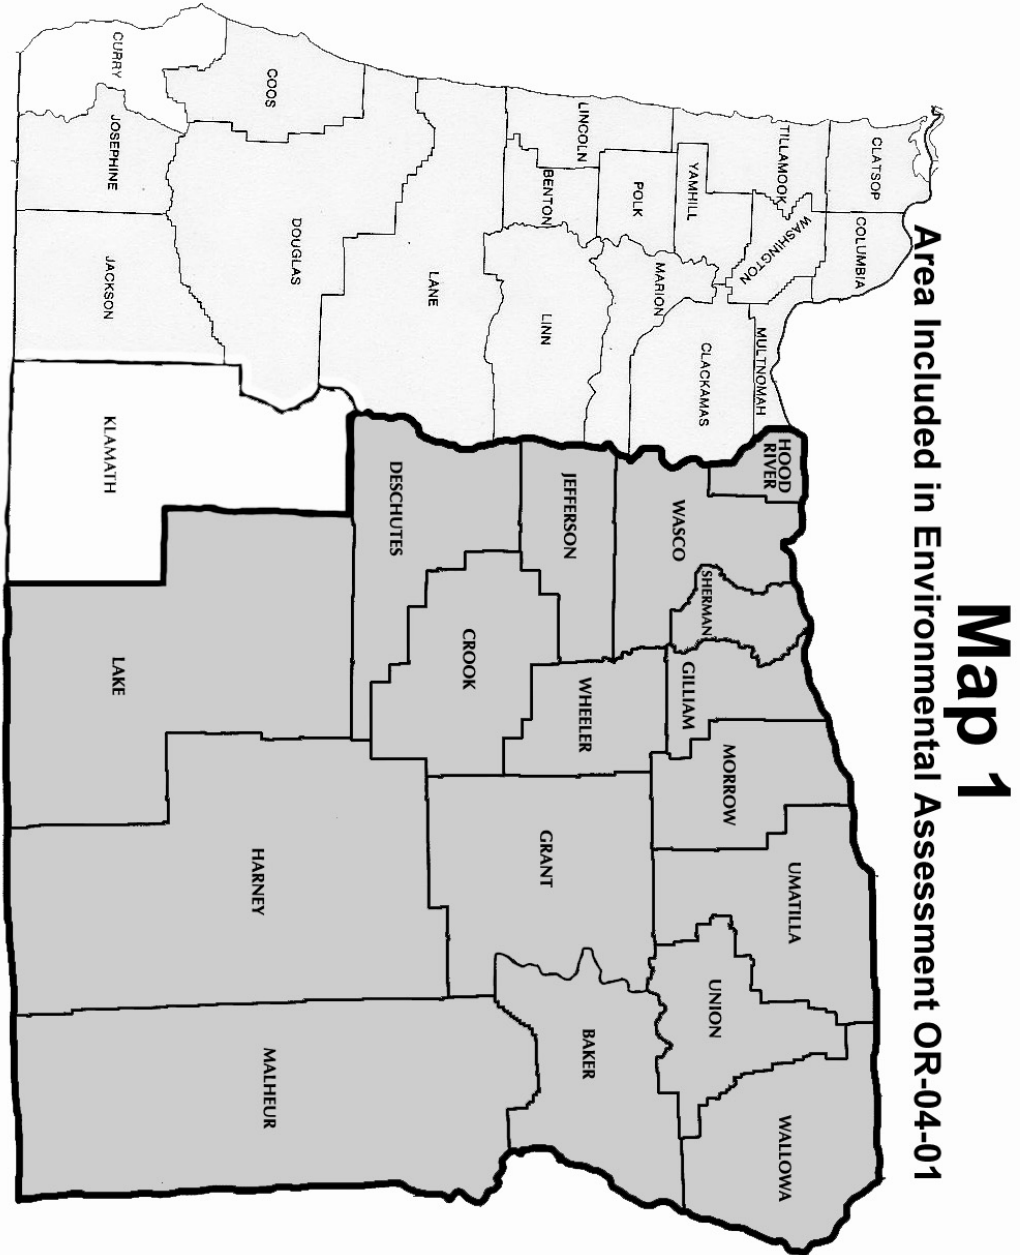 Map 1
Area Included in Environmental Assessment OR-04-01
CLATSOP
COLUMBIA
TILLAMOOK
WASHINGTON
MULTNOMAH
HOOD
RIVER
YAMHILL
CLACKAMAS
WASCO
SHERMAN
GILLIAM
MORROW
UMATILLA
UNION
WALLOWA
POLK
MARION
LINCOLN
BENTON
LINN
JEFFERSON
WHEELER
GRANT
BAKER
LANE
DESCHUTES
CROOK
COOS
DOUGLAS
HARNEY
MALHEUR
CURRY
JOSEPHINE
JACKSON
KLAMATH
LAKE